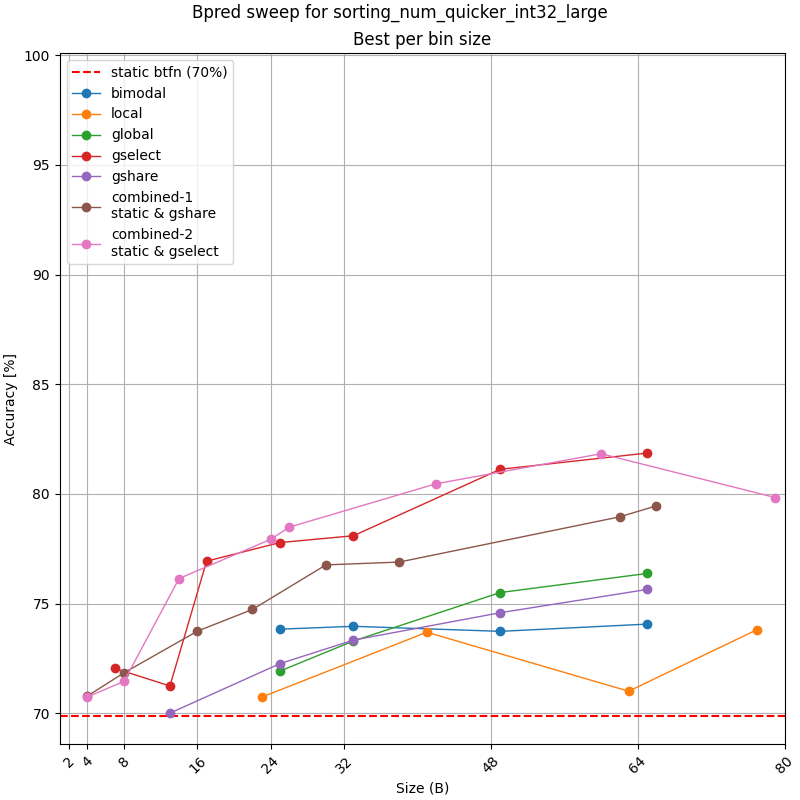 Bpred sweep for sorting_num_quicker_int32_large
Best per bin size
100
95
90
85
80
75
70
Accuracy [%]
static btfn (70%)
bimodal
local
global
gselect
gshare
combined-1
static & gshare
combined-2
static & gselect
2 4 8 16 24 32 48 64 80
Size (B)